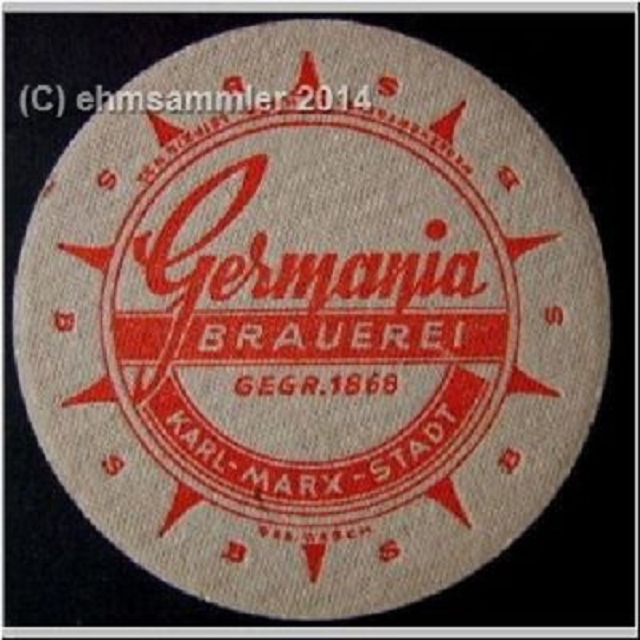 (C) ehmsammler 2014
Germania
BRAUEREI
GEGR.1868
KARL-MARX-STADT
B
S
B
S
B
S
B
S
B
S